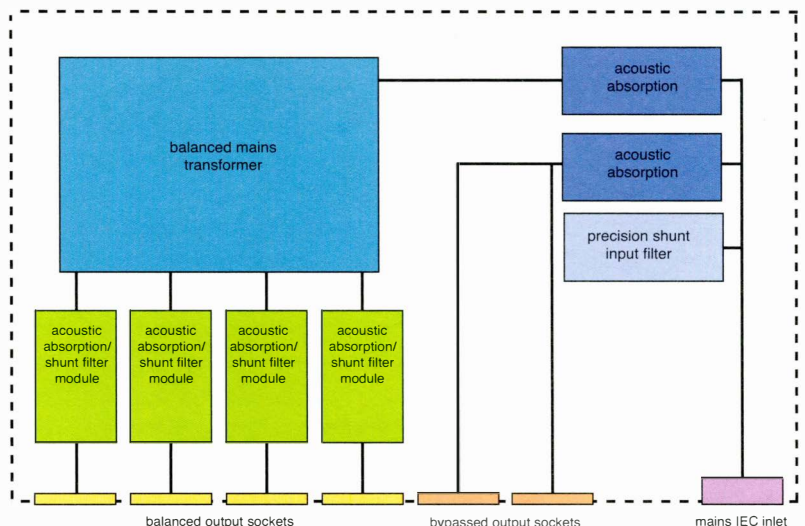 acoustic
absorption
balanced mains
transformer
acoustic
absorption
precision shunt
input filter
acoustic
absorption/
shunt filter
module
acoustic
absorption/
shunt filter
module
acoustic
absorption/
shunt filter
module
acoustic
absorption/
shunt filter
module
balanced output sockets
bypassed output sockets
mains IEC inlet